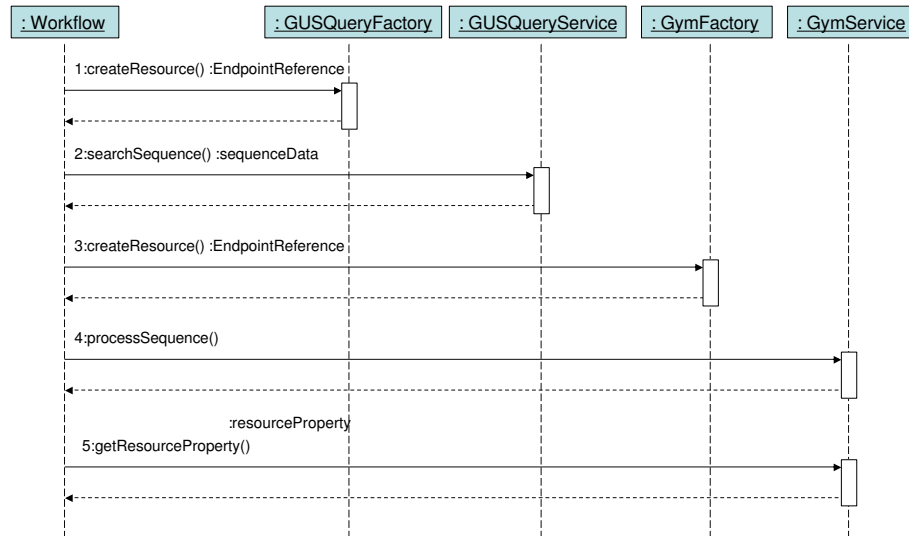 : Workflow
: GUSQueryFactory
: GUSQueryService
: GymFactory
: GymService
1:createResource() :EndpointReference
2:searchSequence() :sequenceData
3:createResource() :EndpointReference
4:processSequence()
:resourceProperty
5:getResourceProperty()